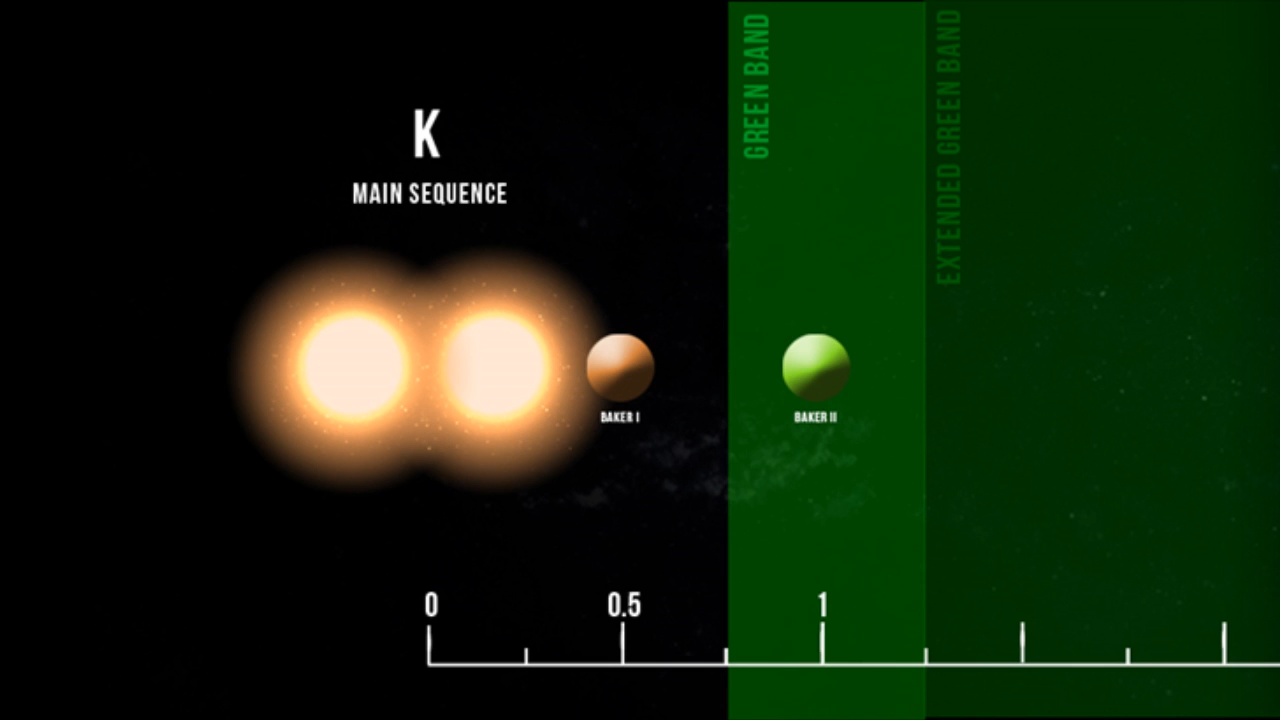 K
MAIN SEQUENCE
GREEN BAND
EXTENDED GREEN BAND
BAKER I
BAKER II
0
0.5
1